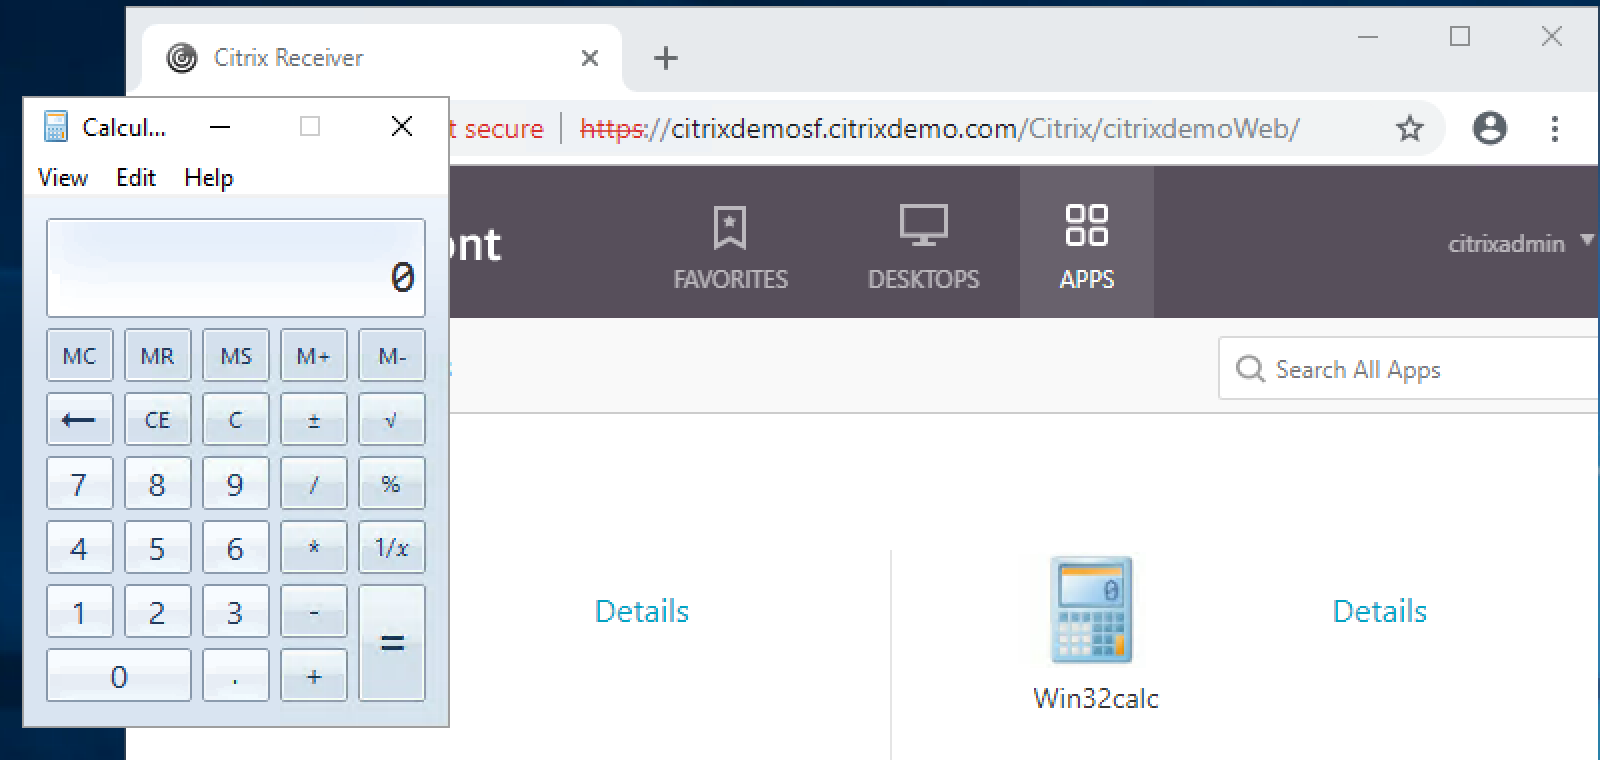 Citrix Receiver
Calcul...
t secure
https://citrixdemosf.citrixdemo.com/Citrix/citrixdemoWeb/
View Edit Help
ont
FAVORITES
DESKTOPS
APPS
citrixadmin
0
MC MR MS M+ M-
← CE C ± √
7 8 9 / %
4 5 6 * 1/x
1 2 3 - =
0 . +
Search All Apps
Details
0
Win32calc
Details